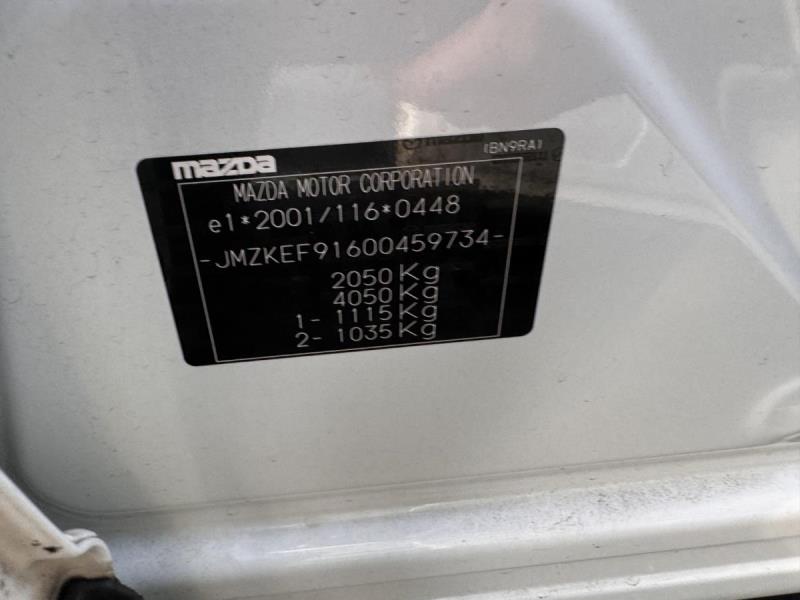 mazda
(BN9RA)
MAZDA MOTOR CORPORATION
e1*2001/116*0448
-JMZKEF91600459734-
2050Kg
4050Kg
1- 1115Kg
2- 1035Kg